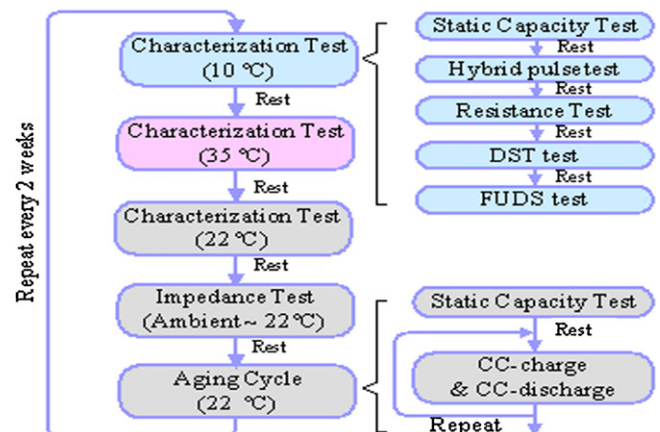 Repeat every 2 weeks
Characterization Test
(10 ℃)
Rest
Characterization Test
(35 ℃)
Rest
Characterization Test
(22 ℃)
Rest
Impedance Test
(Ambient~ 22℃)
Rest
Aging Cycle
(22 ℃)
Static Capacity Test
Rest
Hybrid pulsetest
Rest
Resistance Test
Rest
DST test
Rest
FUDS test
Static Capacity Test
Rest
CC-charge
& CC-discharge
Repeat